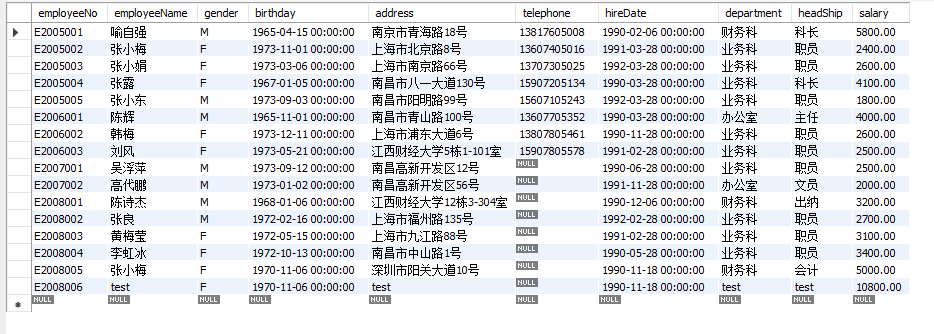 employeeNo employeeName gender birthday address telephone hireDate department headShip salary
E2005001 喻自强 M 1965-04-15 00:00:00 南京市青海路18号 13817605008 1990-02-06 00:00:00 财务科 科长 5800.00
E2005002 张小梅 F 1973-11-01 00:00:00 上海市北京路8号 13607405016 1991-03-28 00:00:00 业务科 职员 2400.00
E2005003 张小娟 F 1973-03-06 00:00:00 上海市南京路66号 13707305025 1992-03-28 00:00:00 业务科 职员 2600.00
E2005004 张露 F 1967-01-05 00:00:00 南昌市八一大道130号 15907205134 1990-03-28 00:00:00 业务科 科长 4100.00
E2005005 张小东 M 1973-09-03 00:00:00 南昌市阳明路99号 15607105243 1992-03-28 00:00:00 业务科 职员 1800.00
E2006001 陈辉 M 1965-11-01 00:00:00 南昌市青山路100号 13607705352 1990-03-28 00:00:00 办公室 主任 4000.00
E2006002 韩梅 F 1973-12-11 00:00:00 上海市浦东大道6号 13807805461 1990-11-28 00:00:00 业务科 职员 2600.00
E2006003 刘风 F 1973-05-21 00:00:00 江西财经大学5栋1-101室 15907805578 1991-02-28 00:00:00 业务科 职员 2500.00
E2007001 吴浮萍 M 1973-09-12 00:00:00 南昌高新开发区12号 NULL 1990-06-28 00:00:00 业务科 职员 2500.00
E2007002 高代鹏 M 1973-01-02 00:00:00 南昌高新开发区56号 NULL 1991-11-28 00:00:00 办公室 文员 2000.00
E2008001 陈诗杰 M 1968-01-06 00:00:00 江西财经大学12栋3-304室 NULL 1990-12-06 00:00:00 财务科 出纳 3200.00
E2008002 张良 M 1972-02-16 00:00:00 上海市福州路135号 NULL 1992-02-28 00:00:00 业务科 职员 2700.00
E2008003 黄梅莹 F 1972-05-15 00:00:00 上海市九江路88号 NULL 1991-02-28 00:00:00 业务科 职员 3100.00
E2008004 李虹冰 F 1972-10-13 00:00:00 南昌市中山路1号 NULL 1990-05-28 00:00:00 业务科 职员 3400.00
E2008005 张小梅 F 1970-11-06 00:00:00 深圳市阳关大道10号 NULL 1990-11-18 00:00:00 财务科 会计 5000.00
E2008006 test F 1970-11-06 00:00:00 test NULL 1990-11-18 00:00:00 test test 10800.00
NULL NULL NULL NULL NULL NULL NULL NULL NULL NULL